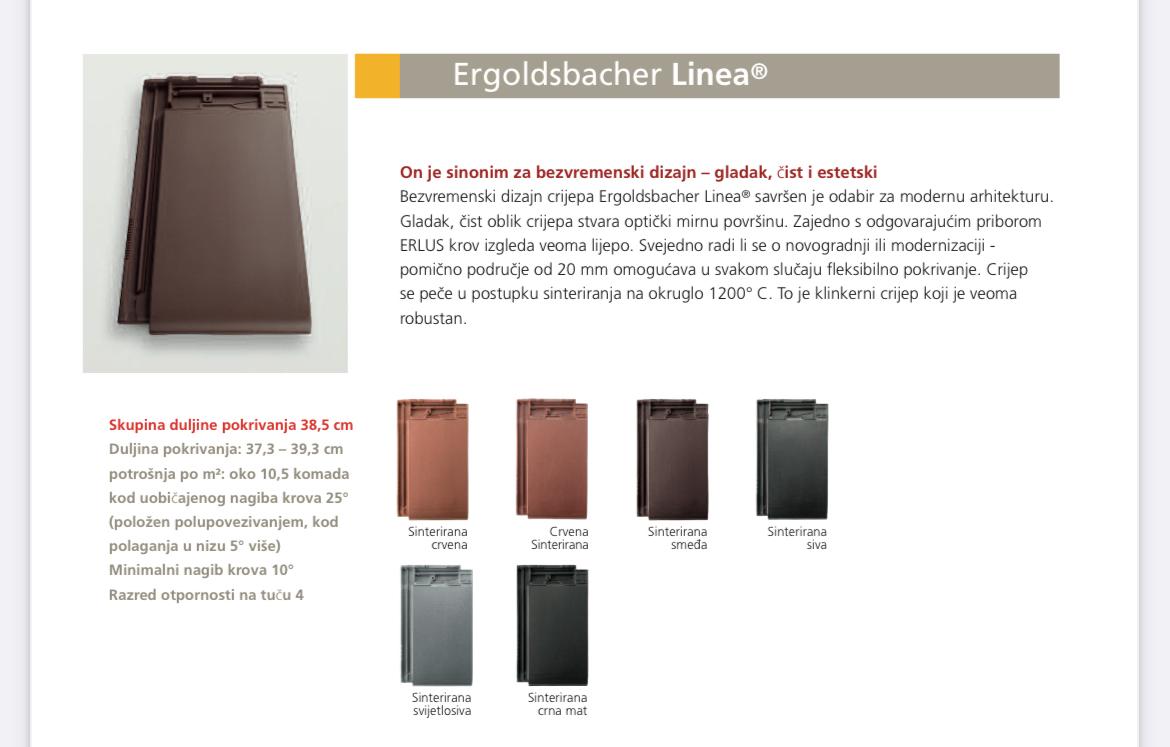 Ergoldsbacher Linea®
On je sinonim za bezvremenski dizajn – gladak, čist i estetski
Bezvremenski dizajn crijepa Ergoldsbacher Linea® savršen je odabir za modernu arhitekturu.
Gladak, čist oblik crijepa stvara optički mirnu površinu. Zajedno s odgovarajućim priborom
ERLUS krov izgleda veoma lijepo. Svejedno radi li se o novogradnji ili modernizaciji -
pomično područje od 20 mm omogućava u svakom slučaju fleksibilno pokrivanje. Crijep
se peče u postupku sinteriranja na okruglo 1200° C. To je klinkerni crijep koji je veoma
robustan.
Skupina duljine pokrivanja 38,5 cm
Duljina pokrivanja: 37,3 – 39,3 cm
potrošnja po m²: oko 10,5 komada
kod uobičajenog nagiba krova 25°
(položen polupovezivanjem, kod
polaganja u nizu 5° više)
Minimalni nagib krova 10°
Razred otpornosti na tuču 4
Sinterirana
crvena
Crvena
Sinterirana
Sinterirana
smeđa
Sinterirana
siva
Sinterirana
svijetlosiva
Sinterirana
crna mat